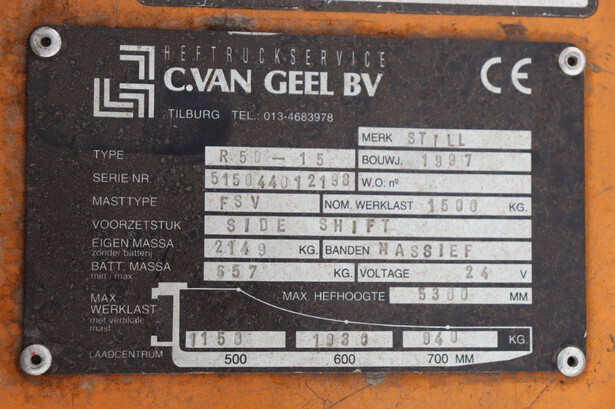 HEFTRUCKSERVICE
C.VAN GEEL BV
CE
TILBURG TEL.: 013-4683978
MERK STILL
TYPE R50-15 BOUWJ. 1997
SERIE NR. 515044012198 W.O. nº
MASTTYPE FSV NOM. WERKLAST 1500 KG.
VOORZETSTUK SIDE SHIFT
EIGEN MASSA 2149 KG. BANDEN MASSIEF
zonder batterij
BATT. MASSA 657 KG. VOLTAGE 24 V
min / max.
MAX. HEFHOOGTE 5300 MM
MAX
WERKLAST
met vertikale
mast
1150 1030 940 KG.
LAADCENTRUM 500 600 700 MM